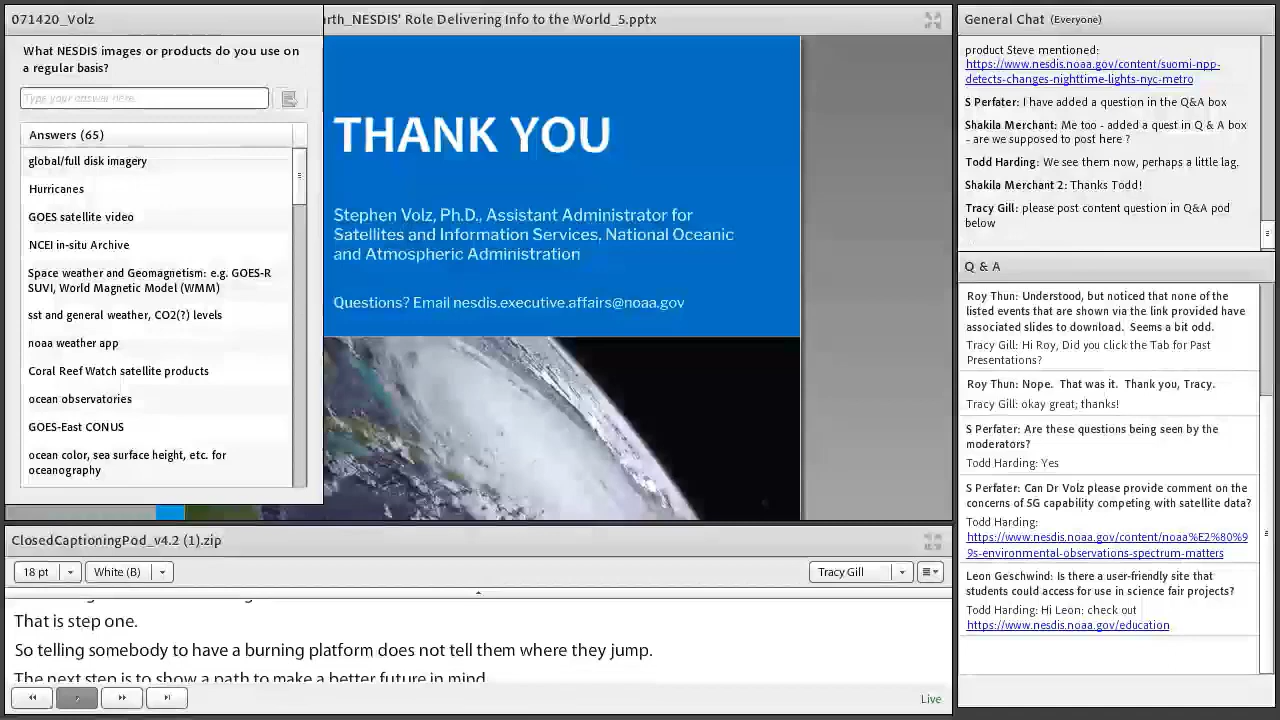 071420_Volz
What NESDIS images or products do you use on
a regular basis?
Type your answer here.
Answers (65)
global/full disk imagery
Hurricanes
GOES satellite video
NCEI in-situ Archive
Space weather and Geomagnetism: e.g. GOES-R
SUVI, World Magnetic Model (WMM)
sst and general weather, CO2(?) levels
noaa weather app
Coral Reef Watch satellite products
ocean observatories
GOES-East CONUS
ocean color, sea surface height, etc. for
oceanography
rth_NESDIS' Role Delivering Info to the World_5.pptx
THANK YOU
Stephen Volz, Ph.D., Assistant Administrator for
Satellites and Information Services, National Oceanic
and Atmospheric Administration
Questions? Email nesdis.executive.affairs@noaa.gov
ClosedCaptioningPod_v4.2 (1).zip
18 pt
White (B)
Tracy Gill
That is step one.
So telling somebody to have a burning platform does not tell them where they jump.
The next step is to show a path to make a better future in mind.
Live
General Chat (Everyone)
product Steve mentioned:
https://www.nesdis.noaa.gov/content/suomi-npp-
detects-changes-nighttime-lights-nyc-metro
S Perfater: I have added a question in the Q&A box
Shakila Merchant: Me too - added a quest in Q & A box
- are we supposed to post here ?
Todd Harding: We see them now, perhaps a little lag.
Shakila Merchant 2: Thanks Todd!
Tracy Gill: please post content question in Q&A pod
below
Q & A
Roy Thun: Understood, but noticed that none of the
listed events that are shown via the link provided have
associated slides to download. Seems a bit odd.
Tracy Gill: Hi Roy, Did you click the Tab for Past
Presentations?
Roy Thun: Nope. That was it. Thank you, Tracy.
Tracy Gill: okay great; thanks!
S Perfater: Are these questions being seen by the
moderators?
Todd Harding: Yes
S Perfater: Can Dr Volz please provide comment on the
concerns of 5G capability competing with satellite data?
Todd Harding:
https://www.nesdis.noaa.gov/content/noaa%E2%80%9
9s-environmental-observations-spectrum-matters
Leon Geschwind: Is there a user-friendly site that
students could access for use in science fair projects?
Todd Harding: Hi Leon: check out
https://www.nesdis.noaa.gov/education